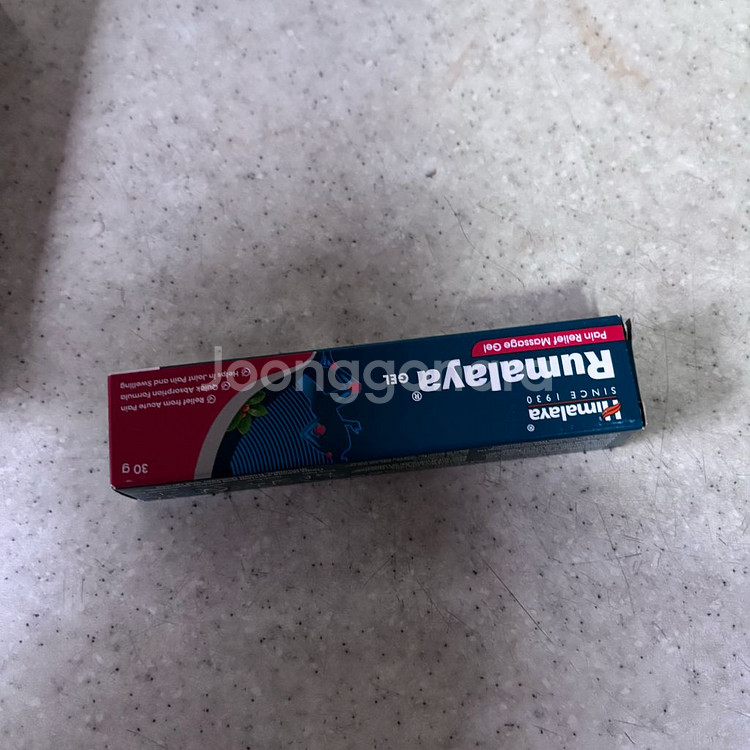 Himalaya®
SINCE 1930
Rumalaya® GEL
Pain Relief Massage Gel
Relief from Acute Pain
Quick Absorption Formula
Helps in Joint Pain and Swelling
30 g